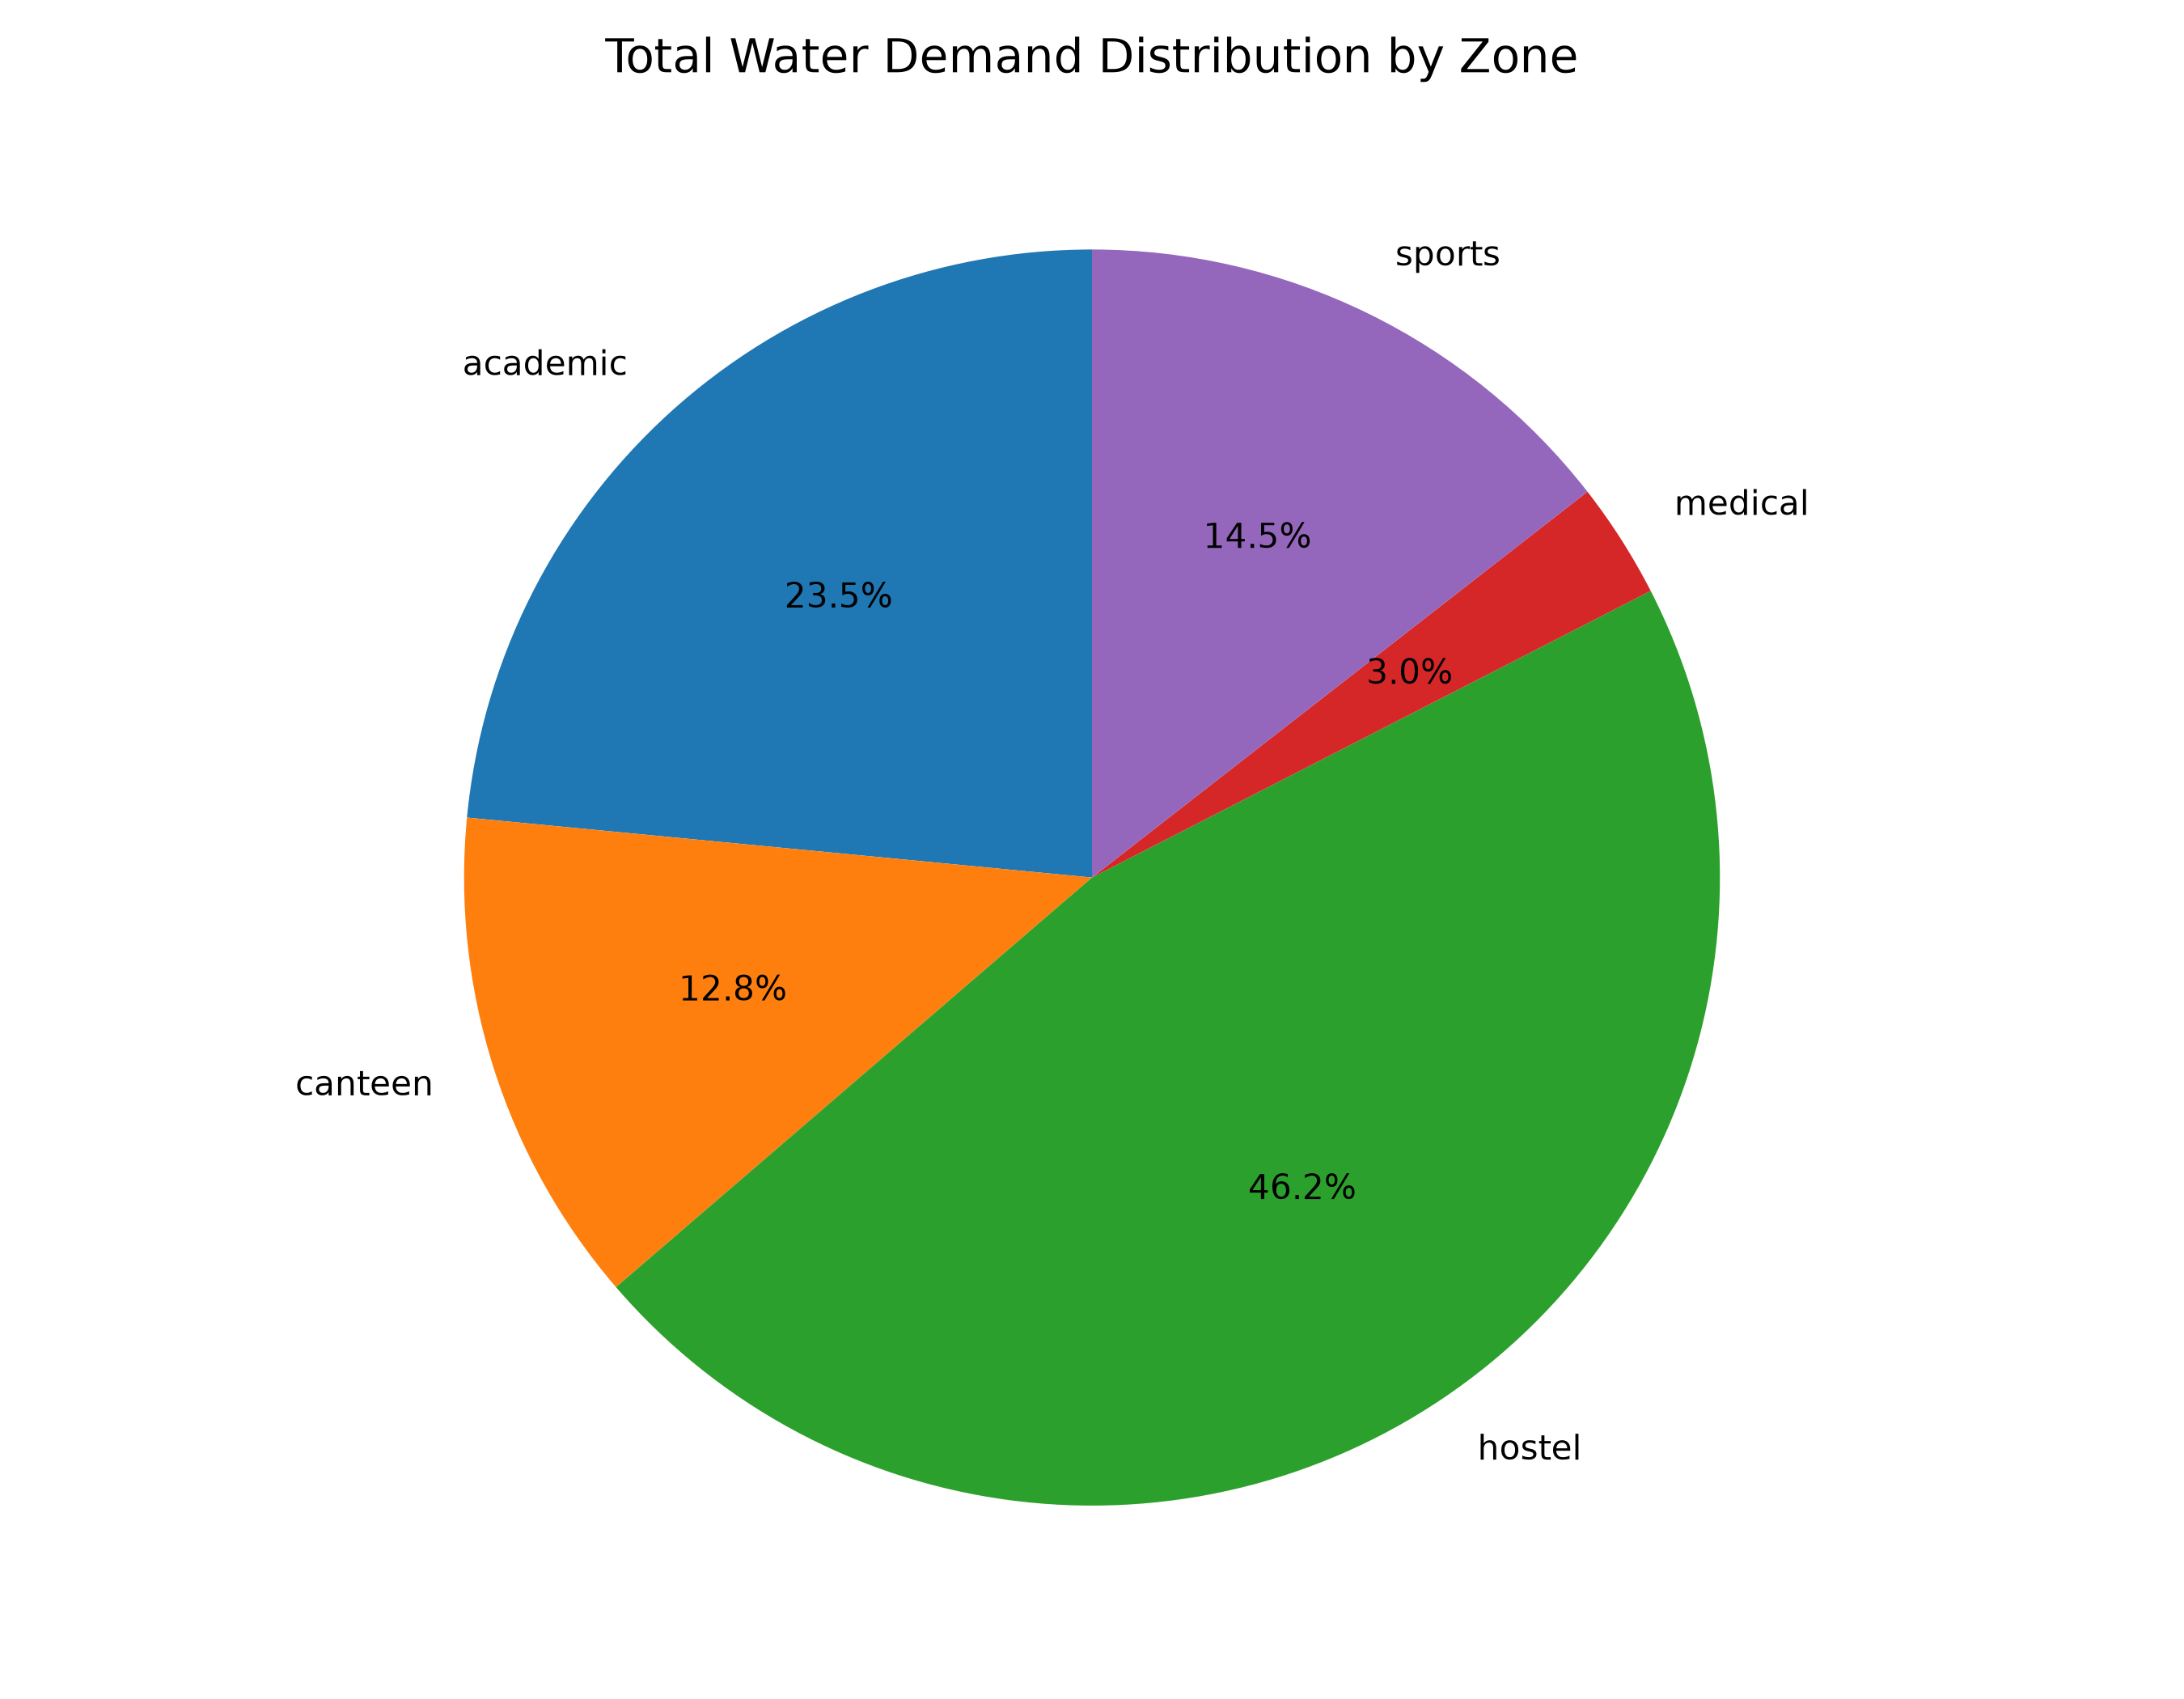 Total Water Demand Distribution by Zone
sports
academic
medical
14.5%
23.5%
3.0%
12.8%
canteen
46.2%
hostel